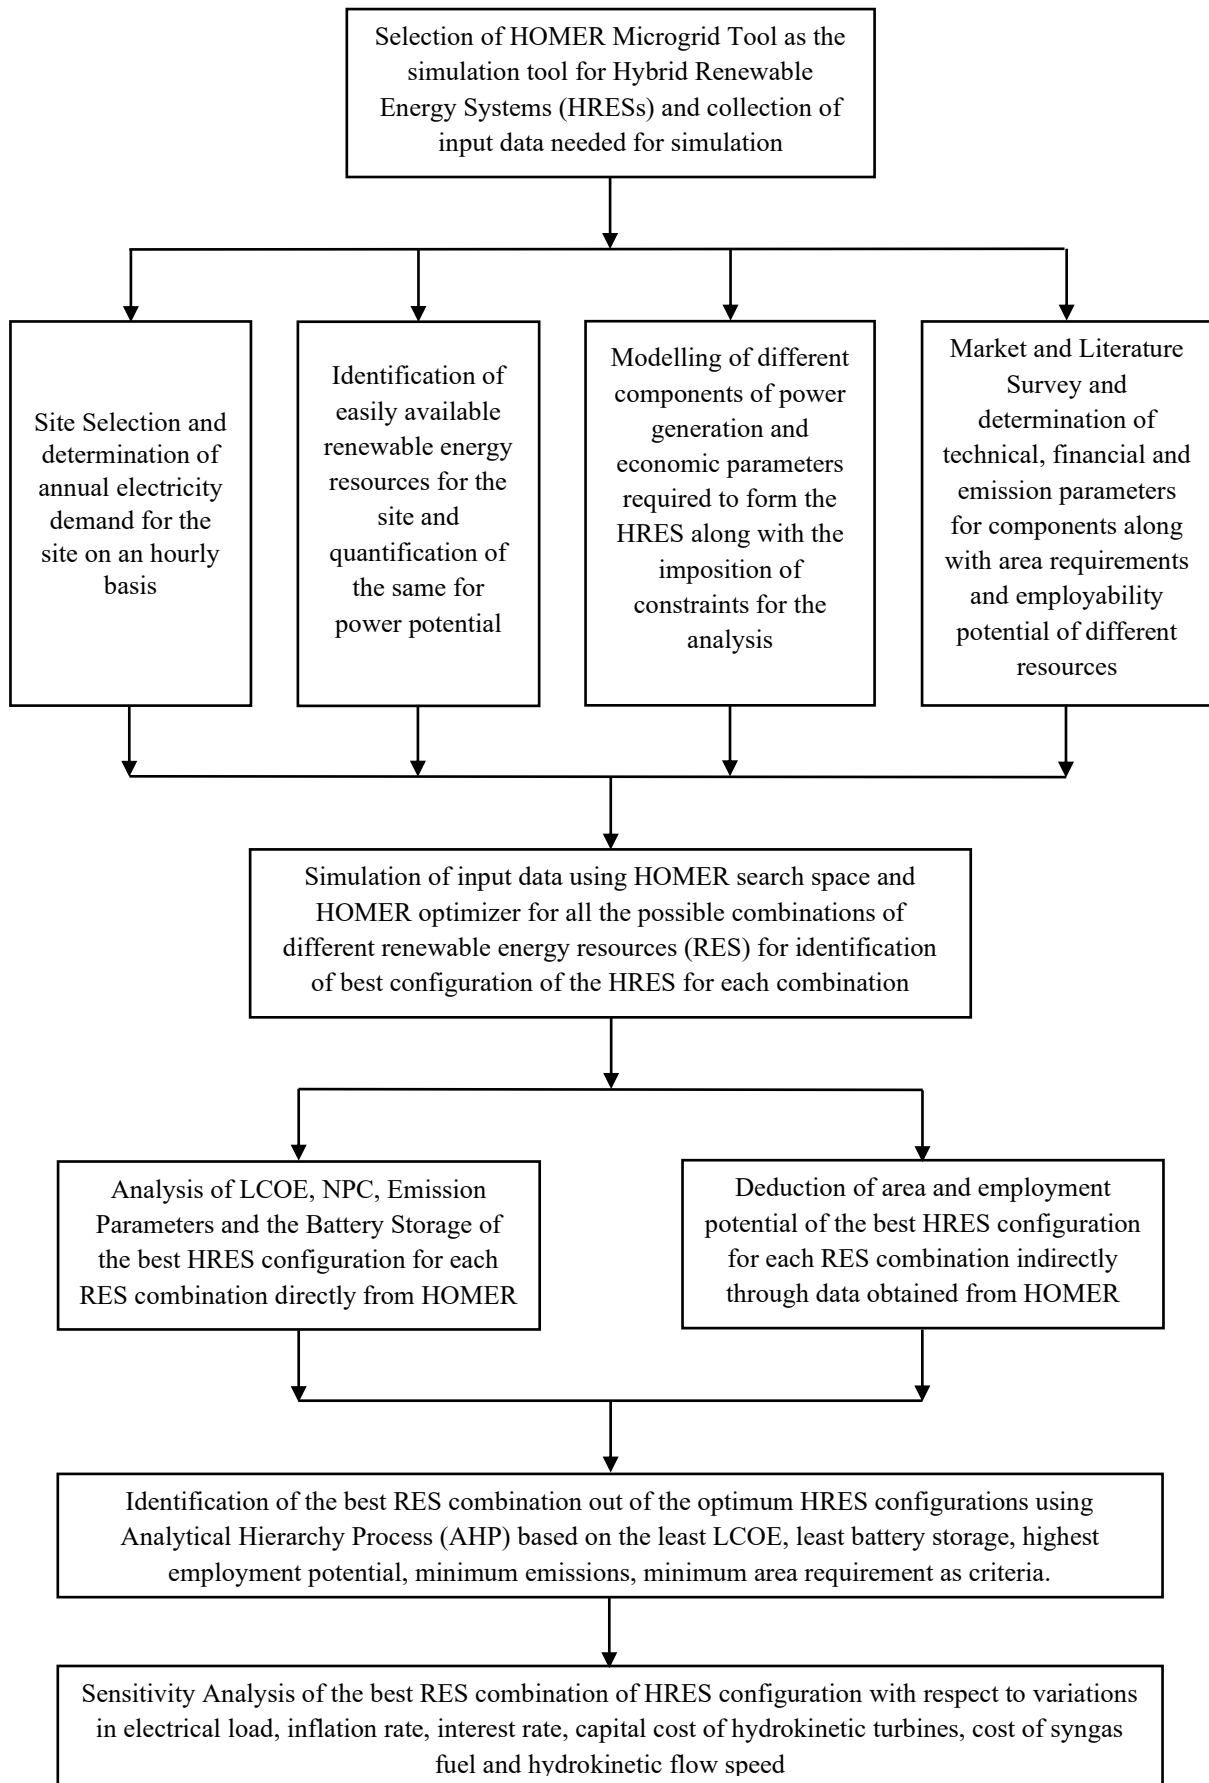 Selection of HOMER Microgrid Tool as the
simulation tool for Hybrid Renewable
Energy Systems (HRESs) and collection of
input data needed for simulation
Site Selection and
determination of
annual electricity
demand for the
site on an hourly
basis
Identification of
easily available
renewable energy
resources for the
site and
quantification of
the same for
power potential
Modelling of different
components of power
generation and
economic parameters
required to form the
HRES along with the
imposition of
constraints for the
analysis
Market and Literature
Survey and
determination of
technical, financial and
emission parameters
for components along
with area requirements
and employability
potential of different
resources
Simulation of input data using HOMER search space and
HOMER optimizer for all the possible combinations of
different renewable energy resources (RES) for identification
of best configuration of the HRES for each combination
Analysis of LCOE, NPC, Emission
Parameters and the Battery Storage of
the best HRES configuration for each
RES combination directly from HOMER
Deduction of area and employment
potential of the best HRES configuration
for each RES combination indirectly
through data obtained from HOMER
Identification of the best RES combination out of the optimum HRES configurations using
Analytical Hierarchy Process (AHP) based on the least LCOE, least battery storage, highest
employment potential, minimum emissions, minimum area requirement as criteria.
Sensitivity Analysis of the best RES combination of HRES configuration with respect to variations
in electrical load, inflation rate, interest rate, capital cost of hydrokinetic turbines, cost of syngas
fuel and hydrokinetic flow speed